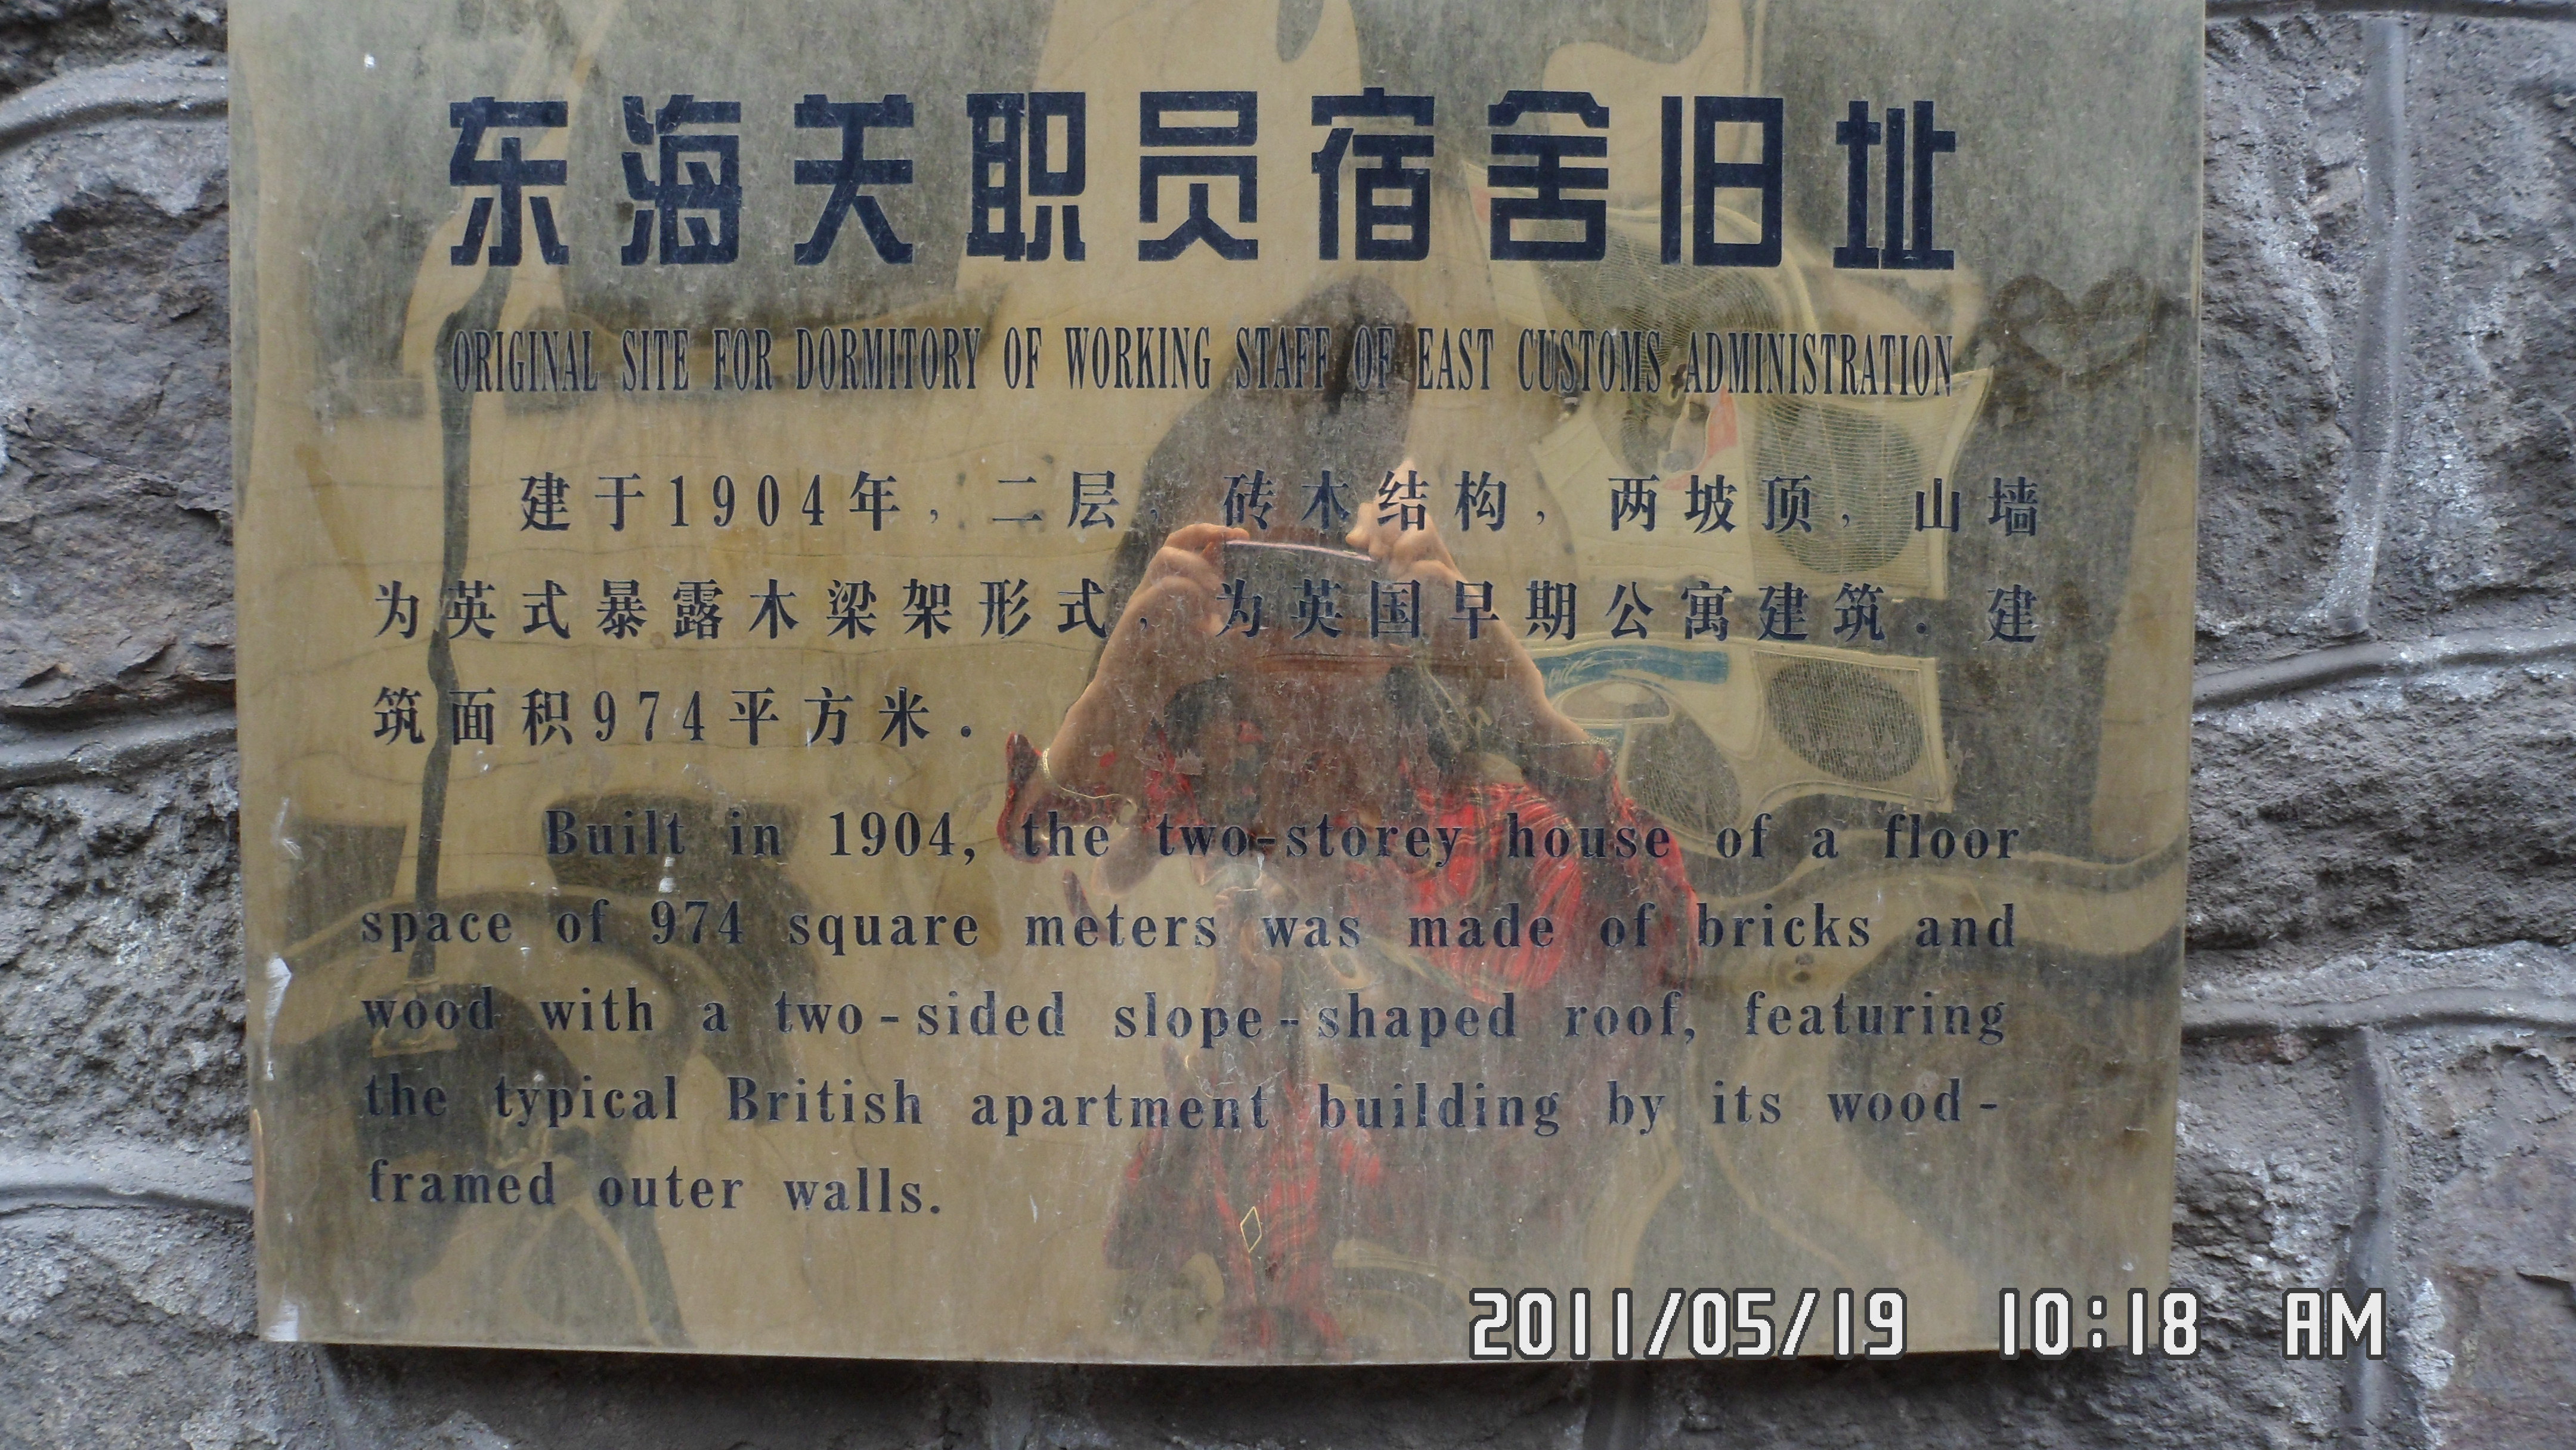 东海关职员宿舍旧址
ORIGINAL SITE FOR DORMITORY OF WORKING STAFF OF EAST CUSTOMS ADMINISTRATION
建于1904年，二层，砖木结构，两坡顶，山墙
为英式暴露木梁架形式，为英国早期公寓建筑．建
筑面积974平方米．
Built in 1904, the two-storey house of a floor
space of 974 square meters was made of bricks and
wood with a two-sided slope-shaped roof, featuring
the typical British apartment building by its wood-
framed outer walls.
2011/05/19 10:18 AM